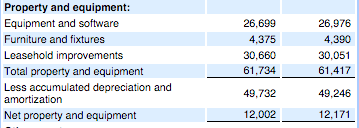 Property and equipment:
Equipment and software 26,699 26,976
Furniture and fixtures 4,375 4,390
Leasehold improvements 30,660 30,051
Total property and equipment 61,734 61,417
Less accumulated depreciation and
amortization 49,732 49,246
Net property and equipment 12,002 12,171